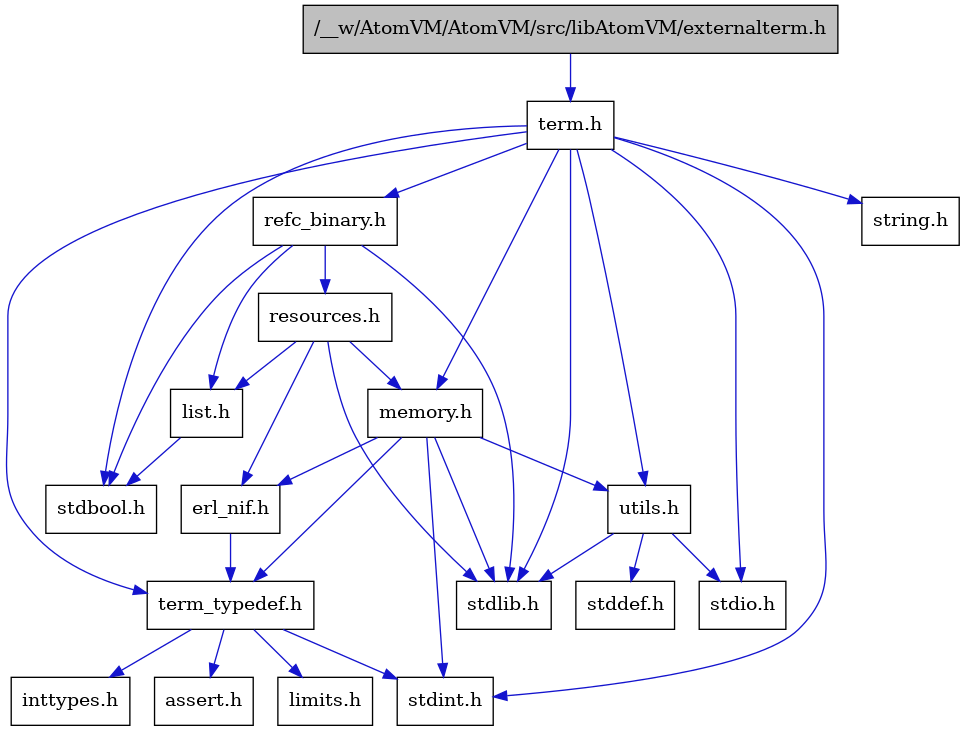 /__w/AtomVM/AtomVM/src/libAtomVM/externalterm.h
term.h
refc_binary.h
string.h
resources.h
list.h
memory.h
stdbool.h
erl_nif.h
utils.h
term_typedef.h
stdlib.h
stddef.h
stdio.h
inttypes.h
assert.h
limits.h
stdint.h